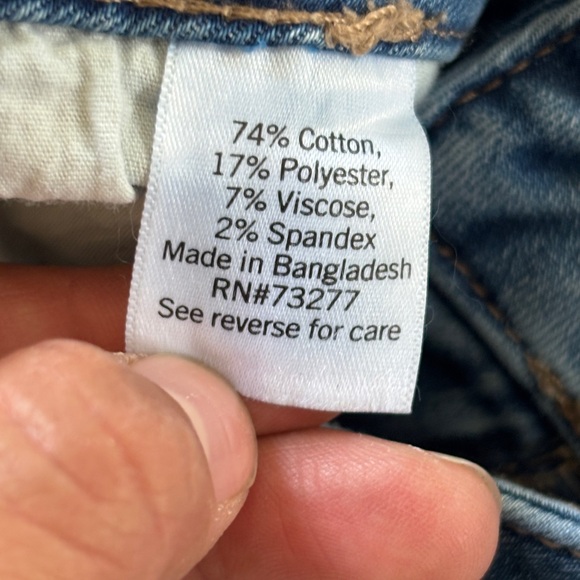 74% Cotton,
17% Polyester,
7% Viscose,
2% Spandex
Made in Bangladesh
RN#73277
See reverse for care